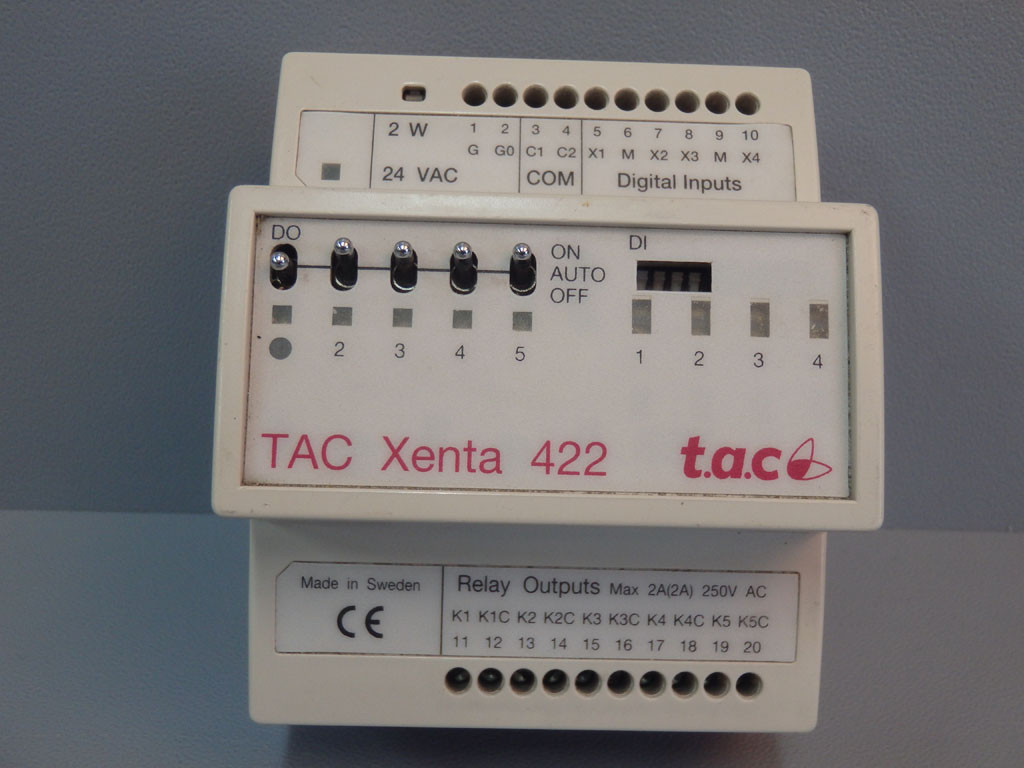 2 W 1 2 3 4 5 6 7 8 9 10
G G0 C1 C2 X1 M X2 X3 M X4
24 VAC COM Digital Inputs
DO DI
ON
AUTO
OFF
2 3 4 5 1 2 3 4
TAC Xenta 422 t.a.c
Made in Sweden Relay Outputs Max 2A(2A) 250V AC
CE K1 K1C K2 K2C K3 K3C K4 K4C K5 K5C
11 12 13 14 15 16 17 18 19 20